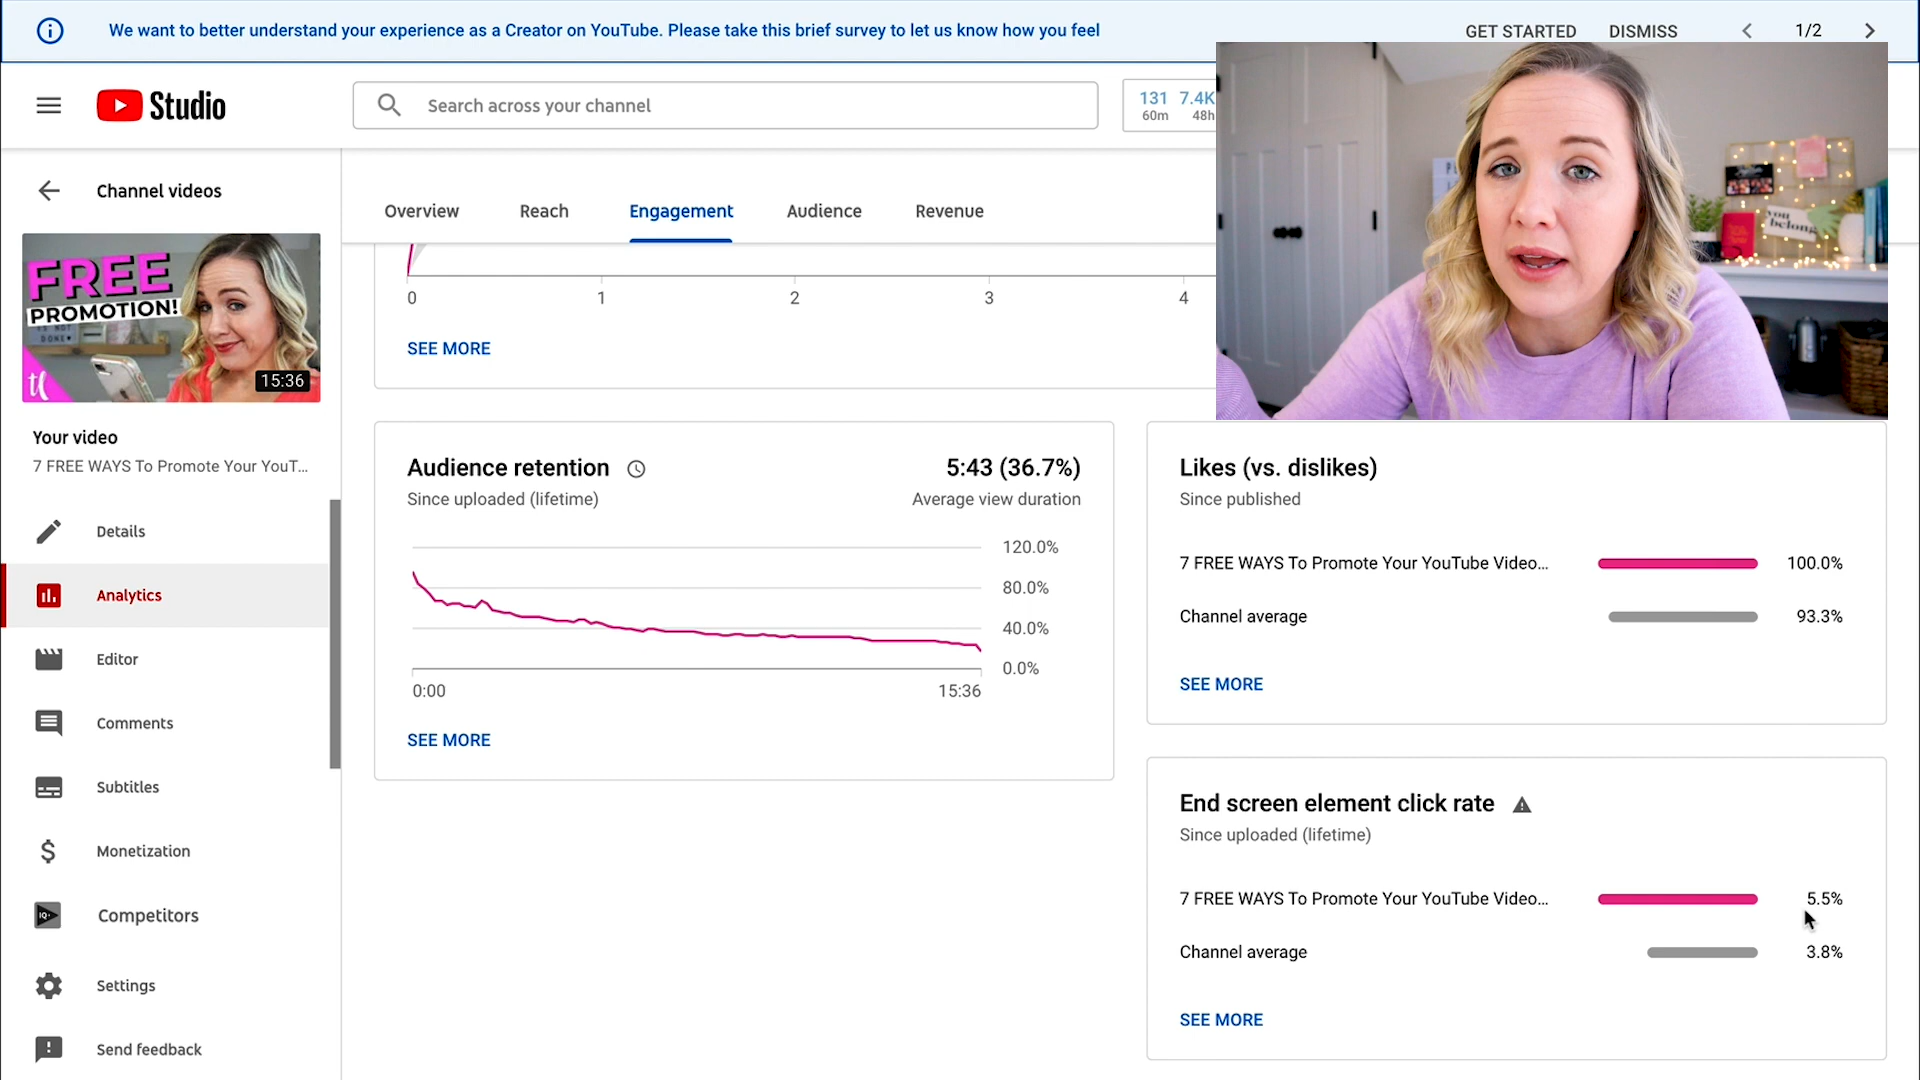 We want to better understand your experience as a Creator on YouTube. Please take this brief survey to let us know how you feel
GET STARTED
DISMISS
1/2
Studio
Search across your channel
131 7.4K
60m 48h
Channel videos
Overview
Reach
Engagement
Audience
Revenue
FREE
PROMOTION!
IS NOT
DONE
tl
15:36
Your video
7 FREE WAYS To Promote Your YouT...
Details
Analytics
Editor
Comments
Subtitles
Monetization
IQ
Competitors
Settings
Send feedback
0 1 2 3 4
SEE MORE
Audience retention
Since uploaded (lifetime)
5:43 (36.7%)
Average view duration
120.0%
80.0%
40.0%
0.0%
0:00
15:36
SEE MORE
you
belong
Likes (vs. dislikes)
Since published
7 FREE WAYS To Promote Your YouTube Video...
100.0%
Channel average
93.3%
SEE MORE
End screen element click rate
Since uploaded (lifetime)
7 FREE WAYS To Promote Your YouTube Video...
5.5%
Channel average
3.8%
SEE MORE